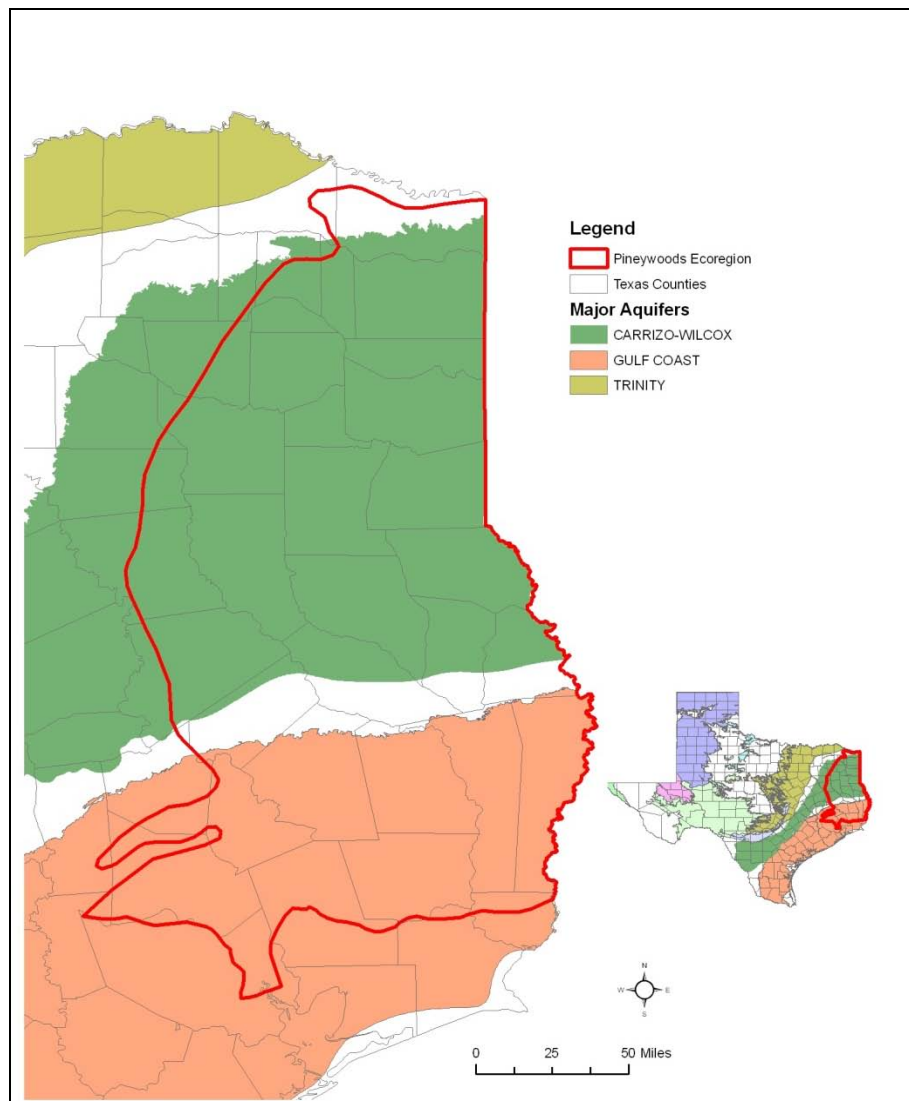 Legend
Pineywoods Ecoregion
Texas Counties
Major Aquifers
CARRIZO-WILCOX
GULF COAST
TRINITY
N
W E
S
0 25 50 Miles